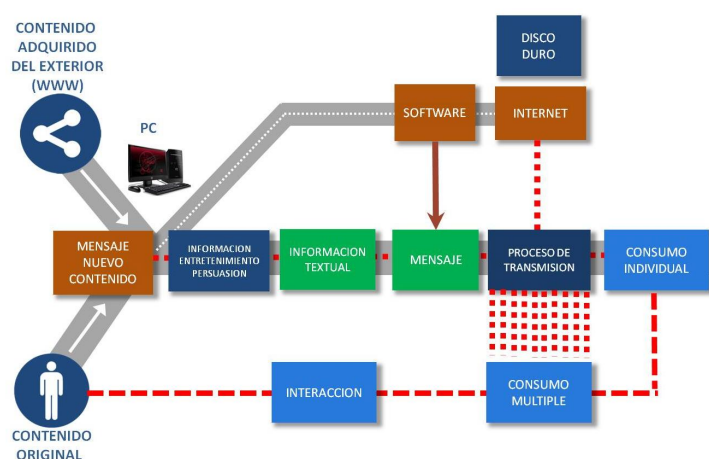 CONTENIDO
ADQUIRIDO
DEL EXTERIOR
(WWW)
DISCO
DURO
PC
SOFTWARE
INTERNET
MENSAJE
NUEVO
CONTENIDO
INFORMACION
ENTRETENIMIENTO
PERSUASION
INFORMACION
TEXTUAL
MENSAJE
PROCESO DE
TRANSMISION
CONSUMO
INDIVIDUAL
INTERACCION
CONSUMO
MULTIPLE
CONTENIDO
ORIGINAL